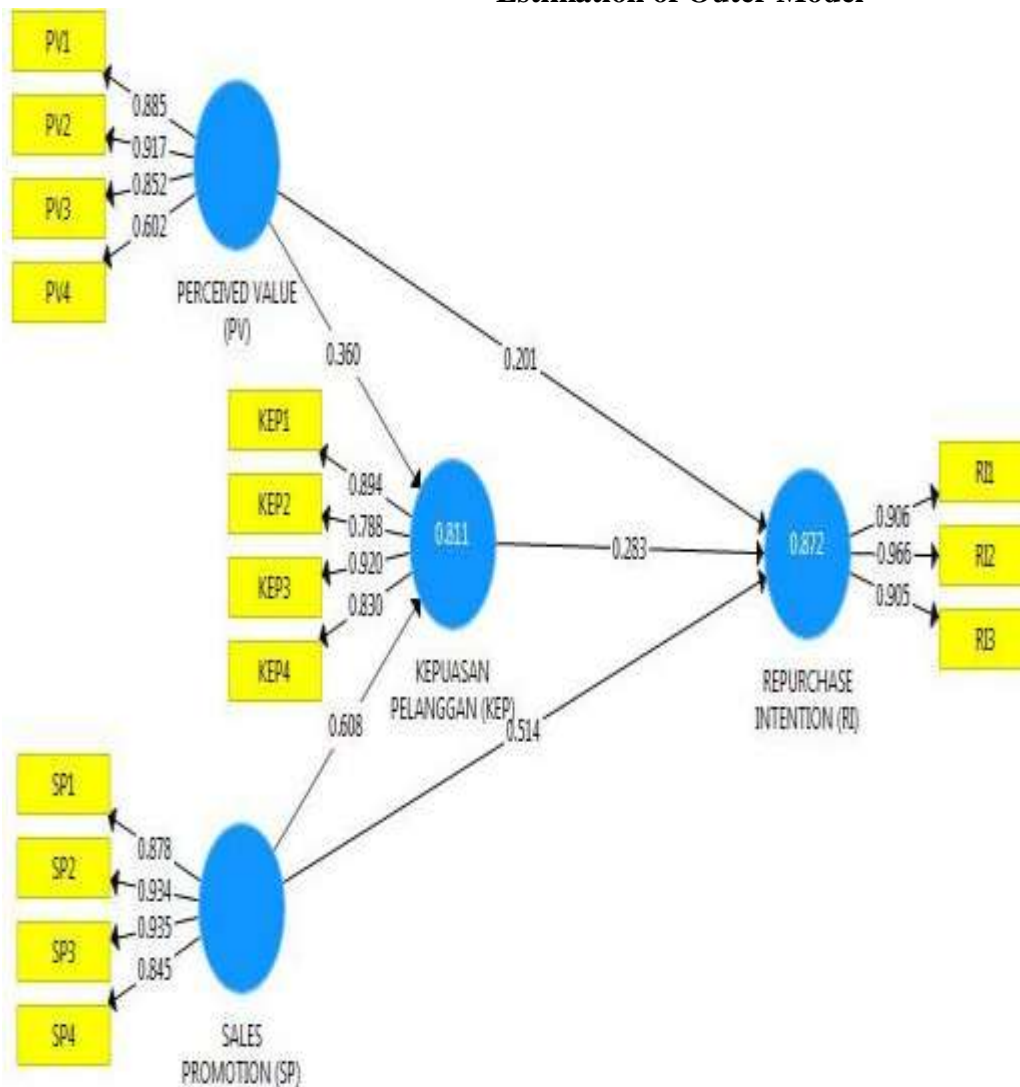 Estimation of Outer Model
PV1
PV2
PV3
PV4
0.885
0.917
0.852
0.602
PERCEIVED VALUE
(PV)
0.360
0.201
KEP1
KEP2
KEP3
KEP4
0.894
0.788
0.920
0.830
0.811
KEPUASAN
PELANGGAN (KEP)
0.283
0.872
REPURCHASE
INTENTION (RI)
0.906
0.966
0.905
RI1
RI2
RI3
0.608
0.514
SP1
SP2
SP3
SP4
0.878
0.934
0.935
0.845
SALES
PROMOTION (SP)